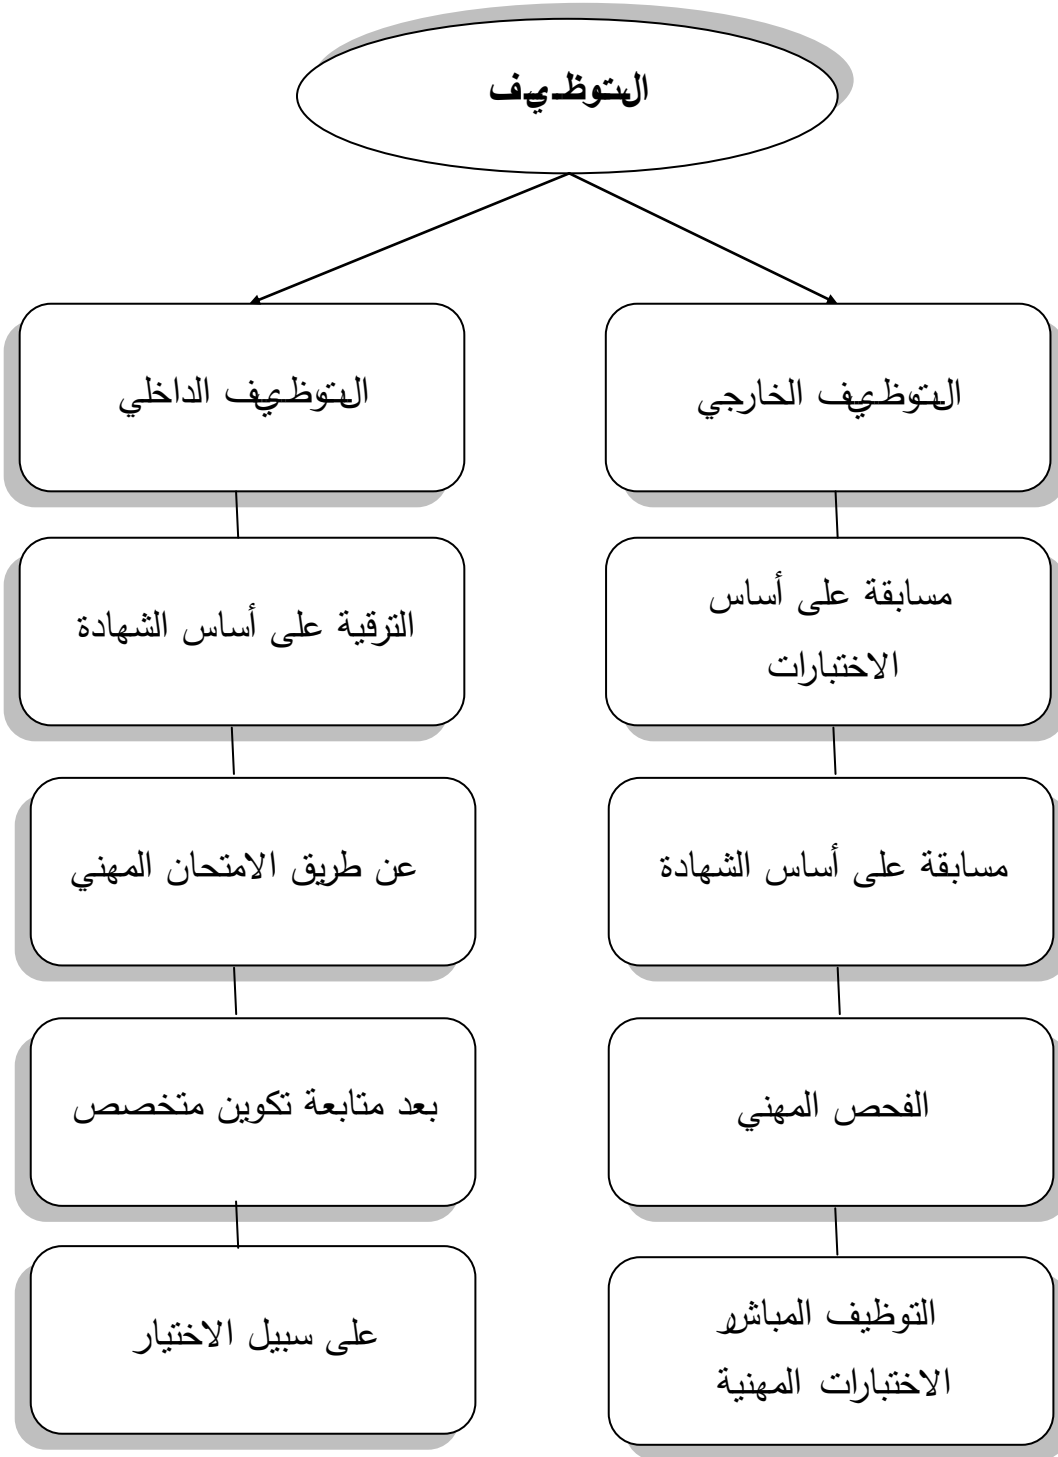 التوظيف
التوظيف الخارجي
التوظيف الداخلي
مسابقة على أساس
الاختبارات
الترقية على أساس الشهادة
مسابقة على أساس الشهادة
عن طريق الامتحان المهني
الفحص المهني
بعد متابعة تكوين متخصص
التوظيف المباشر
الاختبارات المهنية
على سبيل الاختيار